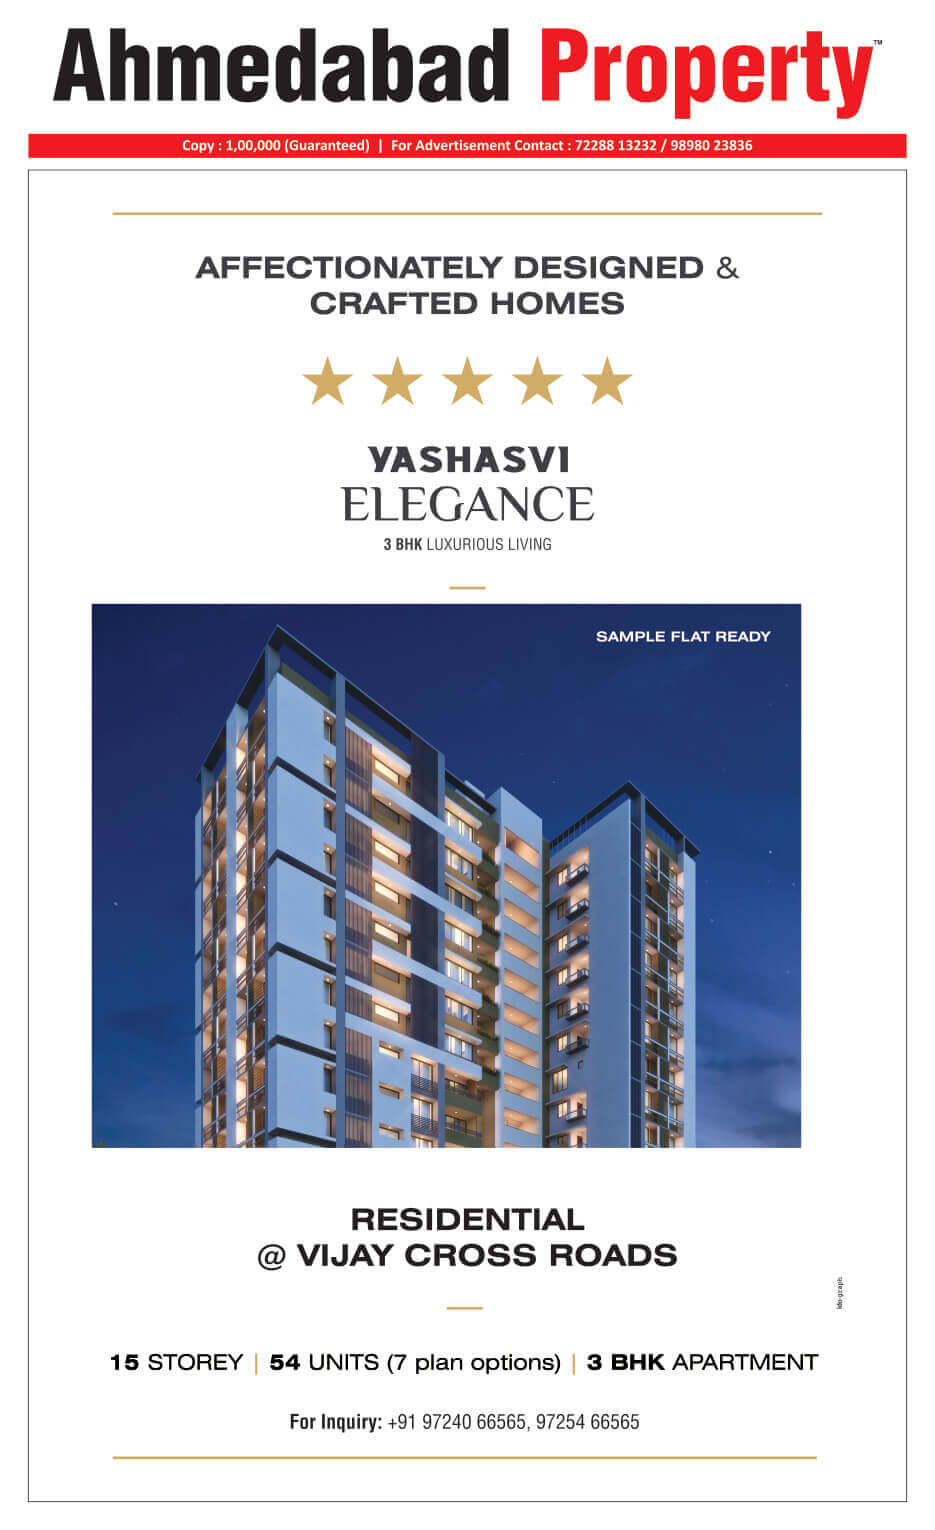 Ahmedabad Property™
Copy : 1,00,000 (Guaranteed) | For Advertisement Contact : 72288 13232 / 98980 23836
AFFECTIONATELY DESIGNED &
CRAFTED HOMES
YASHASVI
ELEGANCE
3 BHK LUXURIOUS LIVING
SAMPLE FLAT READY
RESIDENTIAL
@ VIJAY CROSS ROADS
15 STOREY | 54 UNITS (7 plan options) | 3 BHK APARTMENT
For Inquiry: +91 97240 66565, 97254 66565